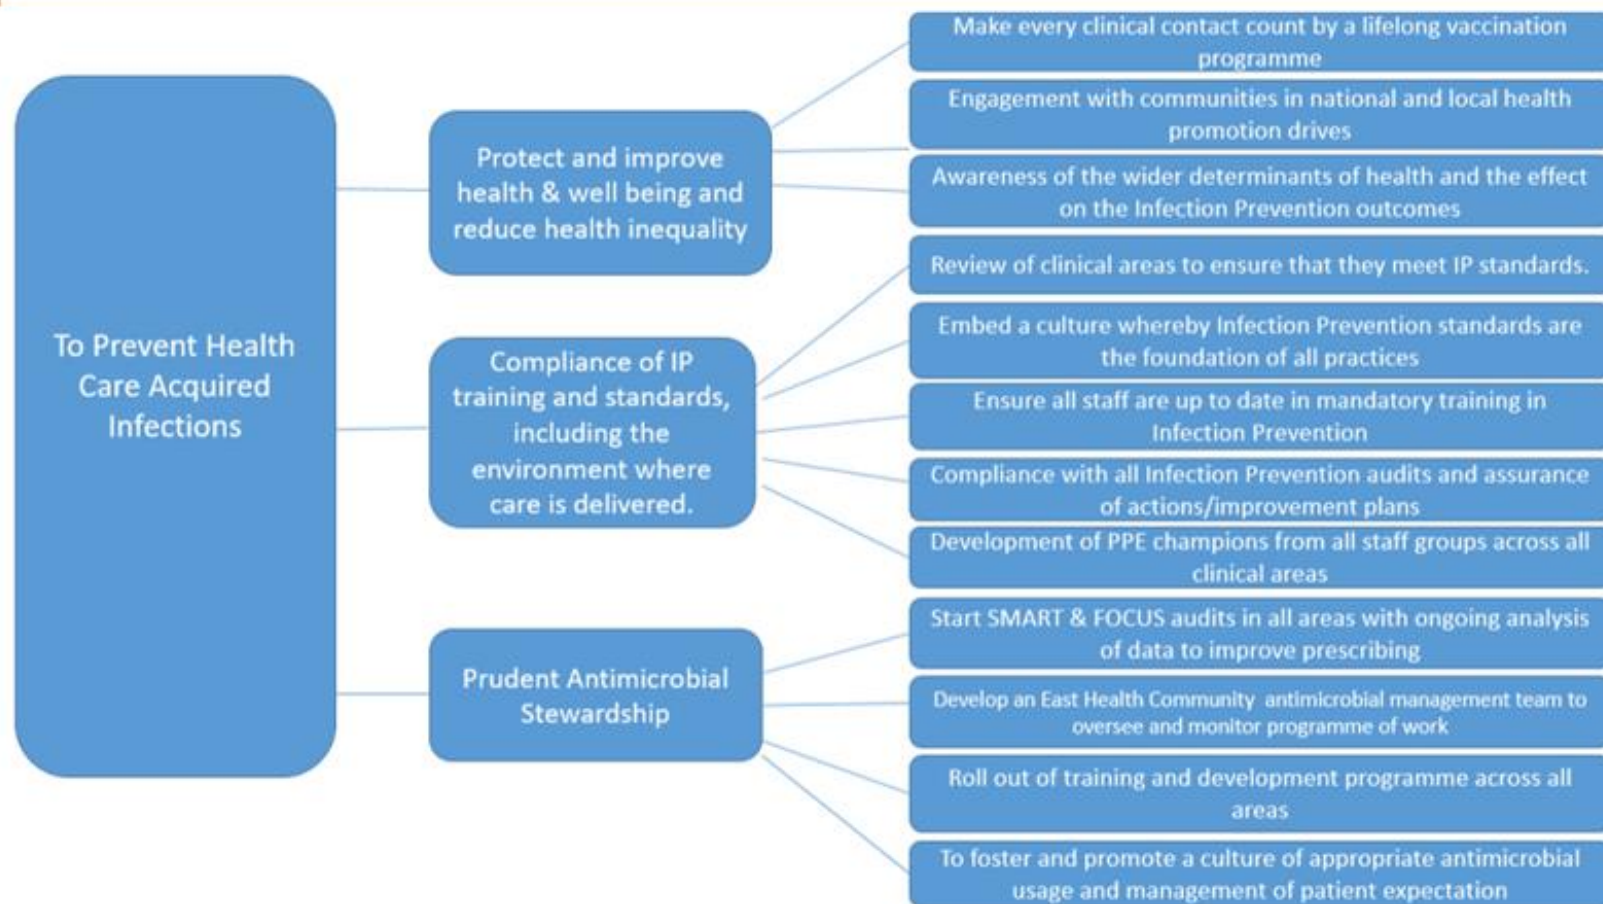 To Prevent Health
Care Acquired
Infections
Protect and improve
health & well being and
reduce health inequality
Compliance of IP
training and standards,
including the
environment where
care is delivered.
Prudent Antimicrobial
Stewardship
Make every clinical contact count by a lifelong vaccination
programme
Engagement with communities in national and local health
promotion drives
Awareness of the wider determinants of health and the effect
on the Infection Prevention outcomes
Review of clinical areas to ensure that they meet IP standards.
Embed a culture whereby Infection Prevention standards are
the foundation of all practices
Ensure all staff are up to date in mandatory training in
Infection Prevention
Compliance with all Infection Prevention audits and assurance
of actions/improvement plans
Development of PPE champions from all staff groups across all
clinical areas
Start SMART & FOCUS audits in all areas with ongoing analysis
of data to improve prescribing
Develop an East Health Community antimicrobial management team to
oversee and monitor programme of work
Roll out of training and development programme across all
areas
To foster and promote a culture of appropriate antimicrobial
usage and management of patient expectation